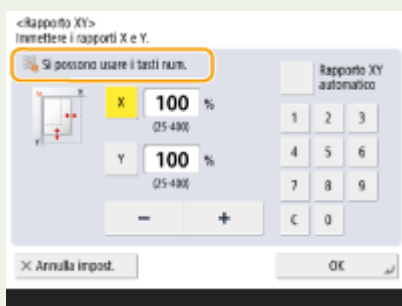 <Rapporto XY>
Immettere i rapporti X e Y.
Si possono usare i tasti num.
X 100 %
(25-400)
Y 100 %
(25-400)
- +
Rapporto XY
automatico
1 2 3
4 5 6
7 8 9
C 0
× Annulla impost.
OK